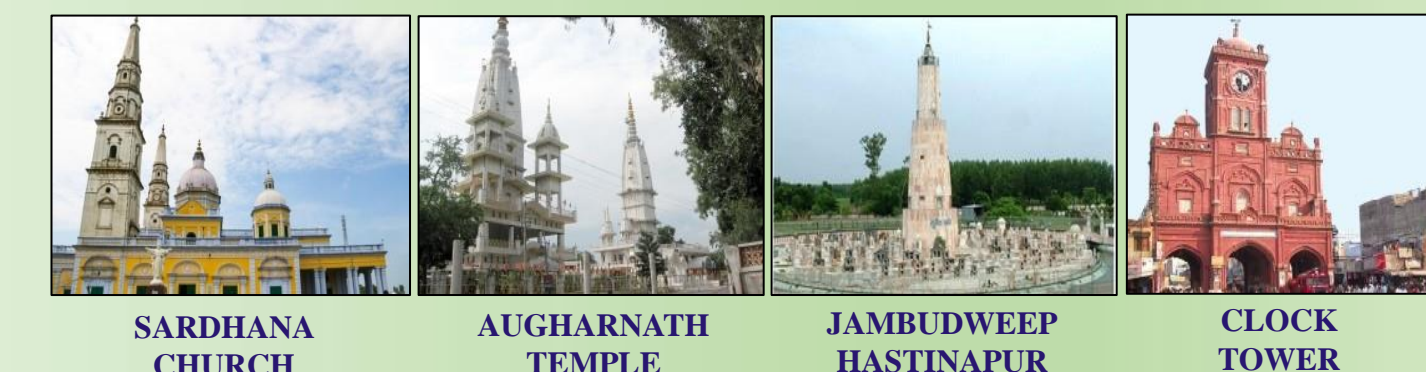 SARDHANA
CHURCH
AUGHARNATH
TEMPLE
JAMBUDWEEP
HASTINAPUR
CLOCK
TOWER